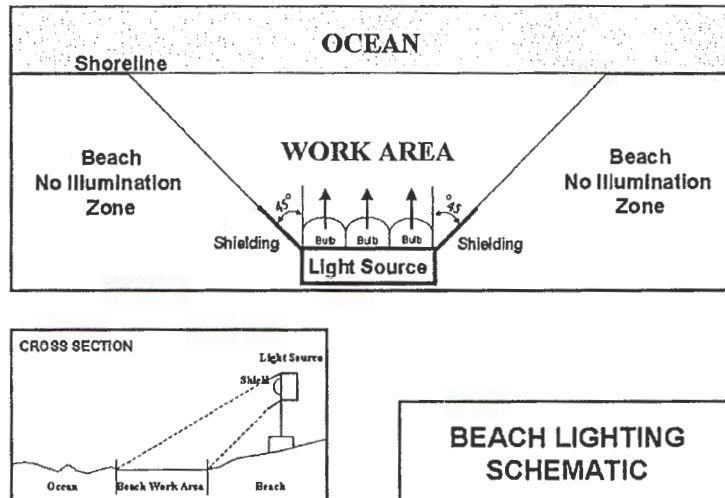 OCEAN
Shoreline
Beach
No Illumination
Zone
WORK AREA
Beach
No Illumination
Zone
45°
°45
Shielding
Bulb
Bulb
Bulb
Shielding
Light Source
CROSS SECTION
Light Source
Shield
Ocean
Beach Work Area
Beach
BEACH LIGHTING
SCHEMATIC